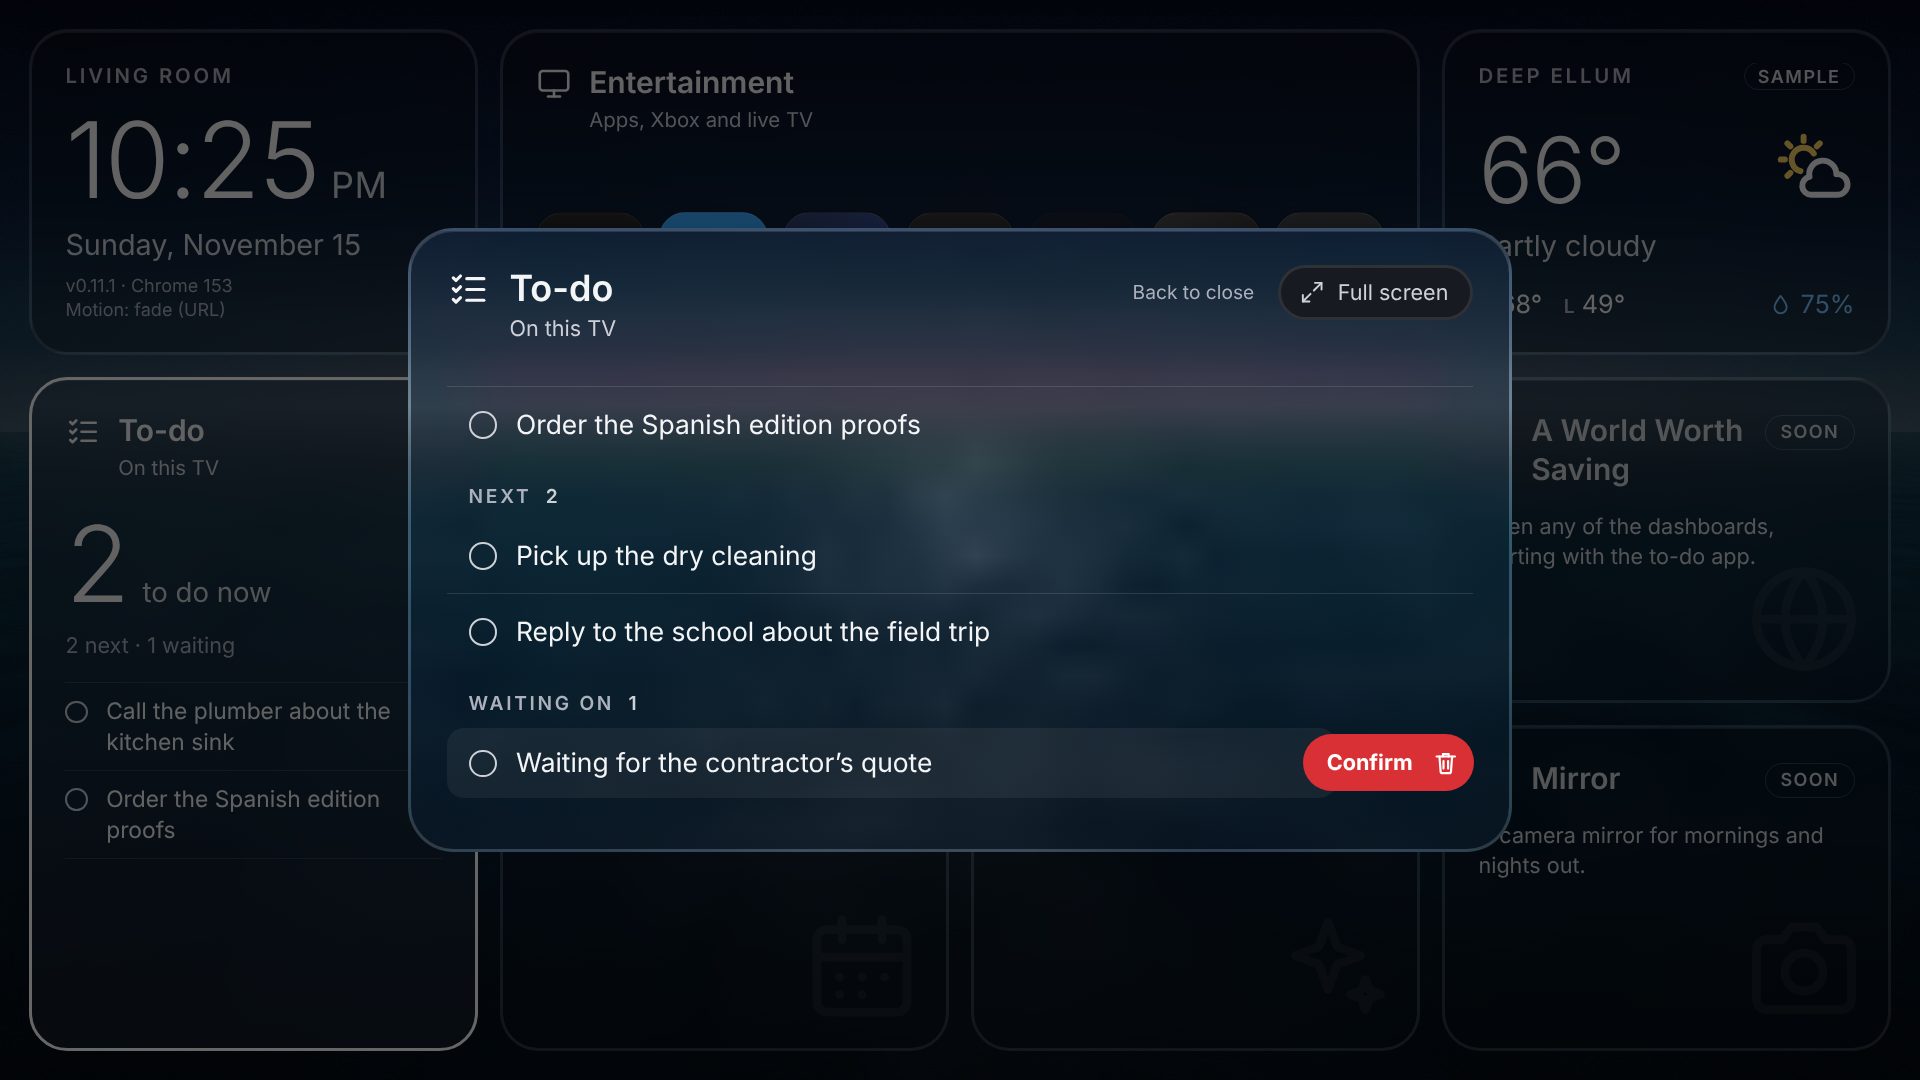 LIVING ROOM
10:25 PM
Sunday, November 15
v0.11.1 · Chrome 153
Motion: fade (URL)
Entertainment
Apps, Xbox and live TV
DEEP ELLUM
SAMPLE
66°
artly cloudy
68° L 49°
75%
To-do
On this TV
2 to do now
2 next · 1 waiting
Call the plumber about the
kitchen sink
Order the Spanish edition
proofs
To-do
On this TV
Back to close
Full screen
Order the Spanish edition proofs
NEXT 2
Pick up the dry cleaning
Reply to the school about the field trip
WAITING ON 1
Waiting for the contractor’s quote
Confirm
A World Worth
Saving
SOON
en any of the dashboards,
rting with the to-do app.
Mirror
SOON
camera mirror for mornings and
nights out.